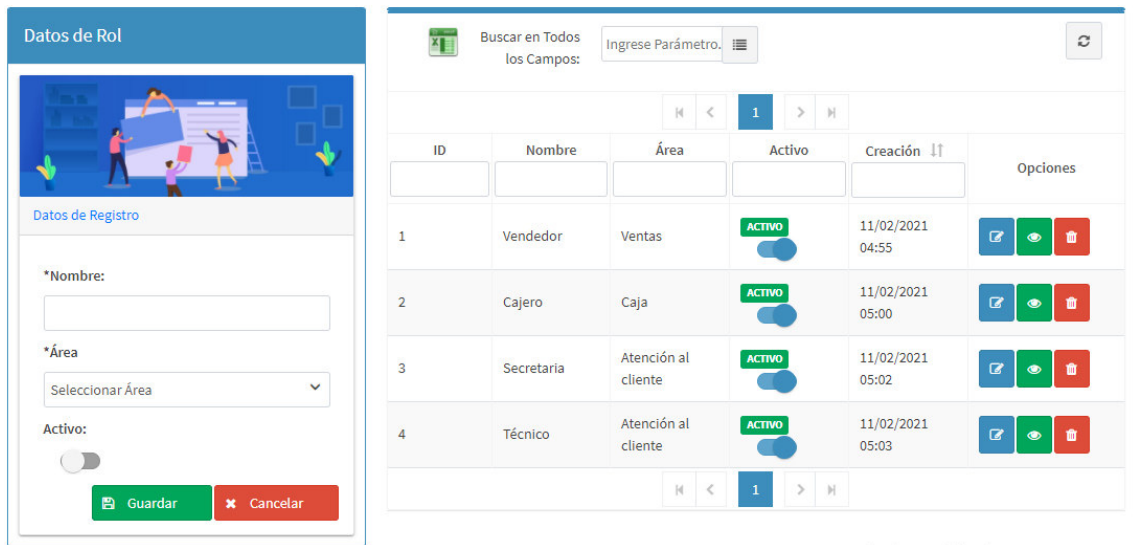 Datos de Rol
Datos de Registro
*Nombre:
*Área
Seleccionar Área
Activo:
Guardar
Cancelar
Buscar en Todos
los Campos:
Ingrese Parámetro.
1
ID Nombre Área Activo Creación Opciones
1 Vendedor Ventas ACTIVO 11/02/2021
04:55
2 Cajero Caja ACTIVO 11/02/2021
05:00
3 Secretaria Atención al ACTIVO 11/02/2021
cliente 05:02
4 Técnico Atención al ACTIVO 11/02/2021
cliente 05:03
1